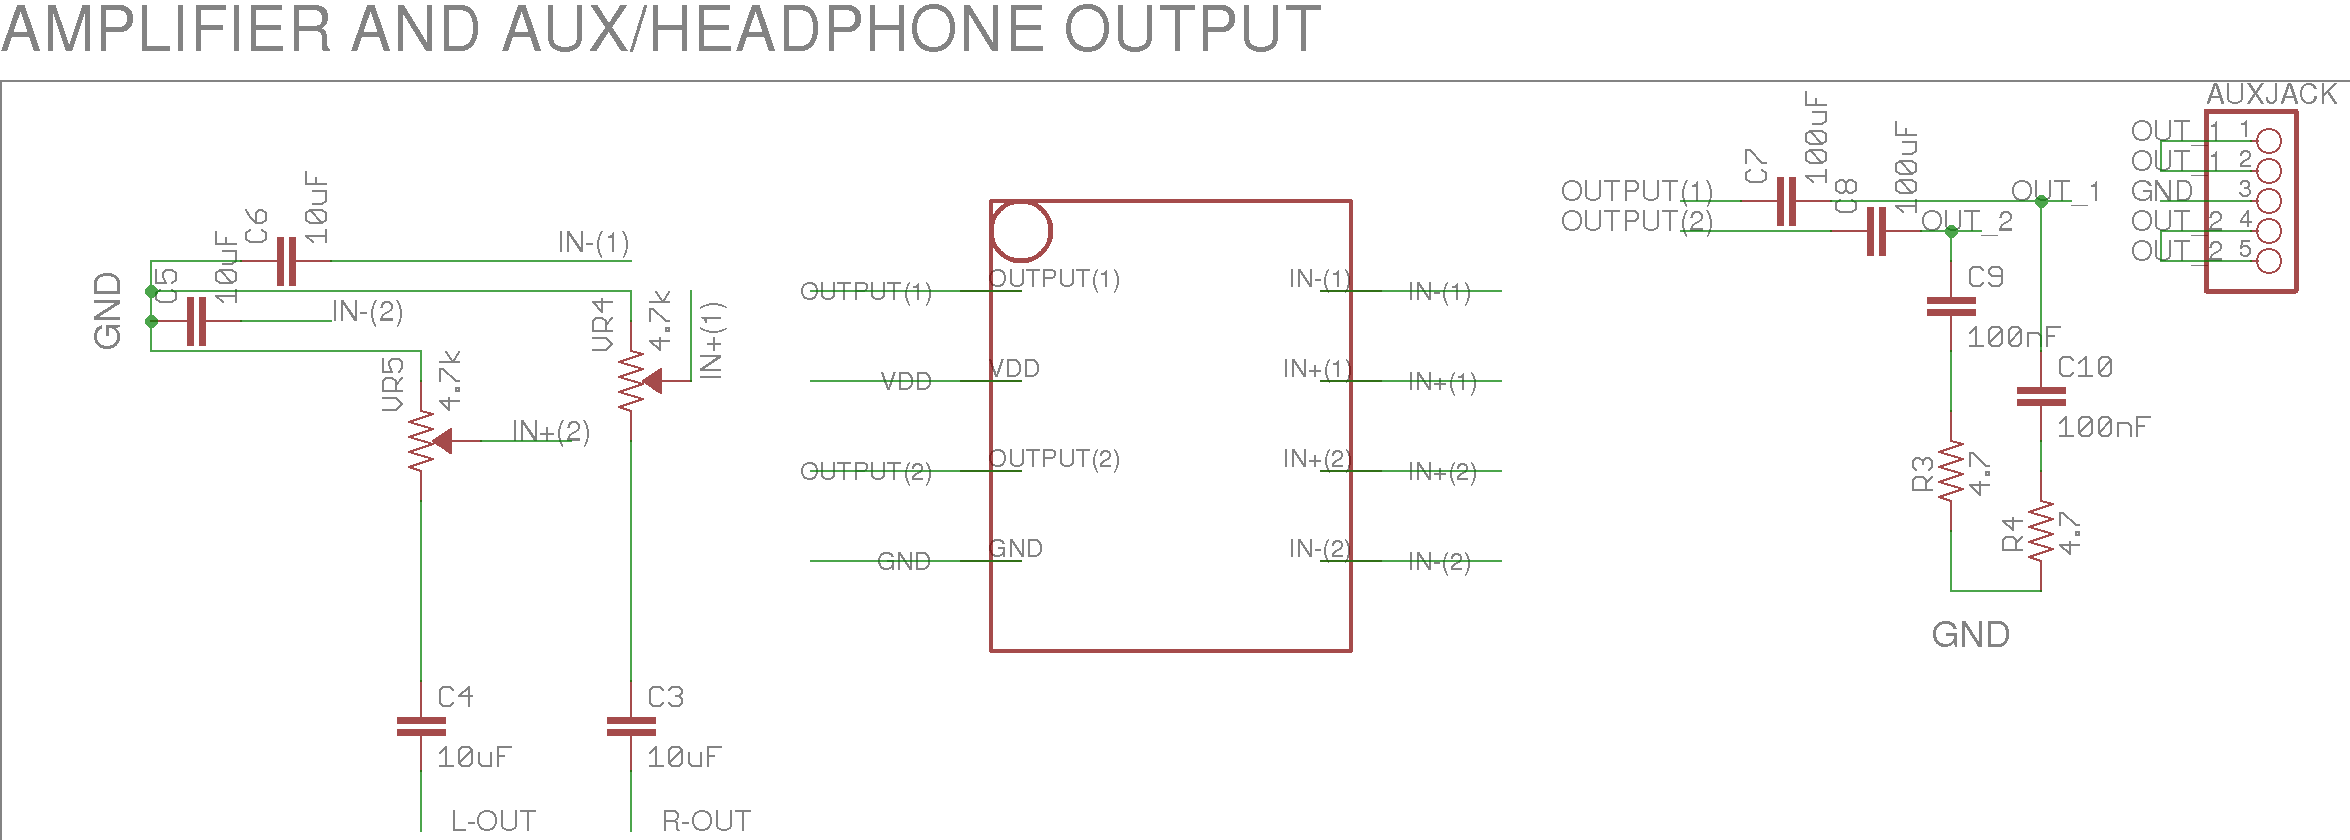 AMPLIFIER AND AUX/HEADPHONE OUTPUT
GND
C6
10uF
IN-(1)
C5
10uF
IN-(2)
VR4
4.7k
IN+(1)
VR5
4.7k
IN+(2)
C4
10uF
L-OUT
C3
10uF
R-OUT
OUTPUT(1)
OUTPUT(1)
VDD
VDD
OUTPUT(2)
OUTPUT(2)
GND
GND
IN-(1)
IN-(1)
IN+(1)
IN+(1)
IN+(2)
IN+(2)
IN-(2)
IN-(2)
OUTPUT(1)
OUTPUT(2)
C7
100uF
C8
100uF
OUT_1
OUT_2
C9
100nF
C10
100nF
R3
4.7
R4
4.7
GND
AUXJACK
OUT_1 1
OUT_1 2
GND 3
OUT_2 4
OUT_2 5